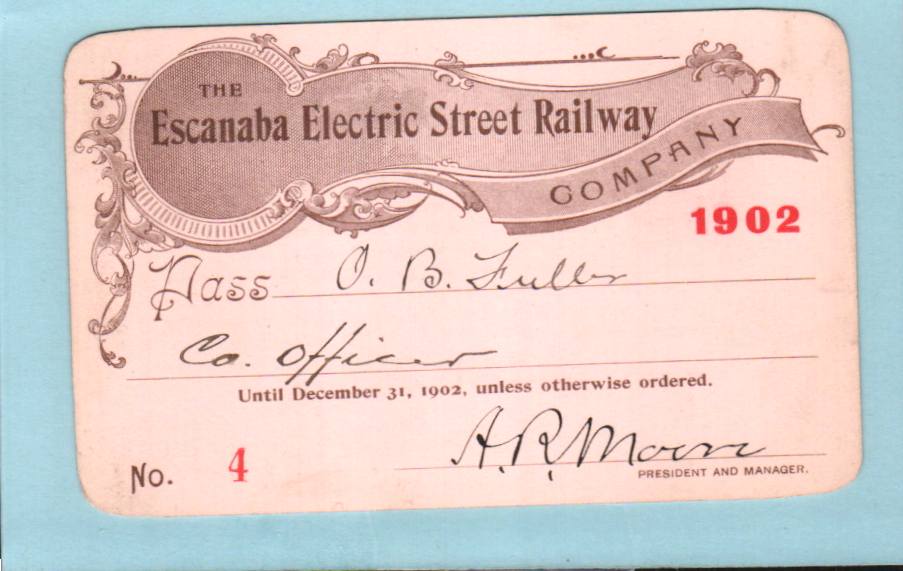 THE
Escanaba Electric Street Railway
COMPANY
1902
Pass O. B. Fuller
Co. Officer
Until December 31, 1902, unless otherwise ordered.
A. R. Moore
PRESIDENT AND MANAGER.
No. 4